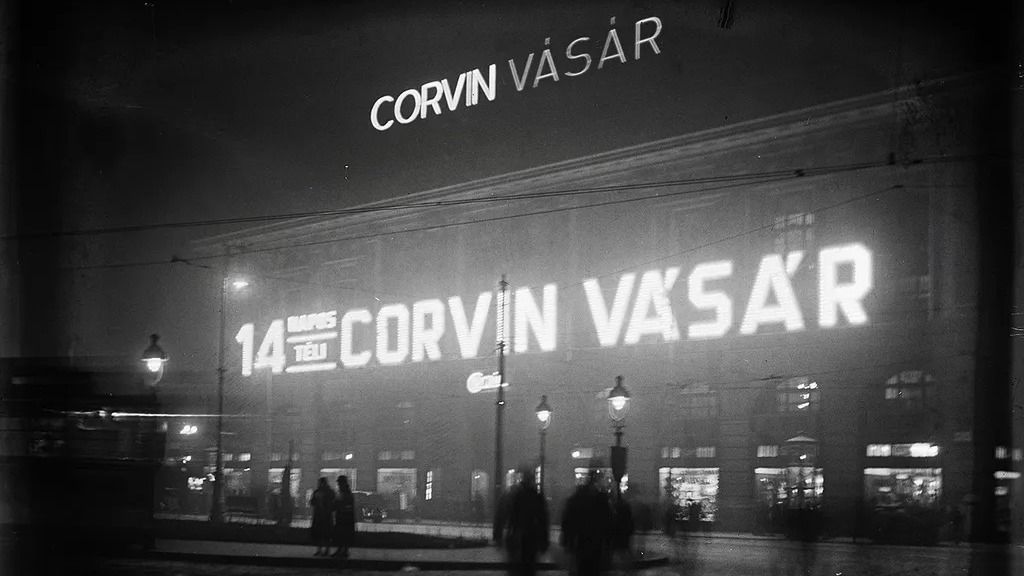 CORVIN VÁSÁR
14 NAPOS TÉLI CORVIN VÁSÁR